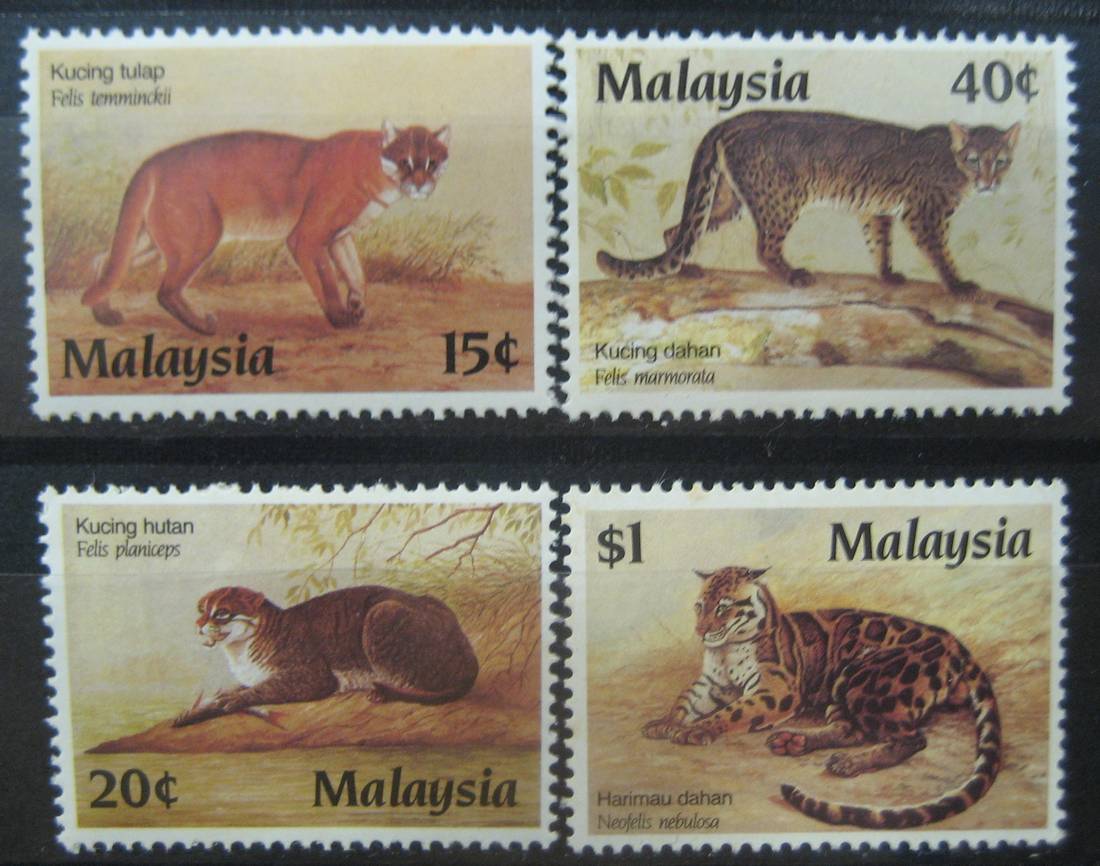 Kucing tulap
Felis temminckii
Malaysia 15¢
Malaysia 40¢
Kucing dahan
Felis marmorata
Kucing hutan
Felis planiceps
20¢ Malaysia
$1 Malaysia
Harimau dahan
Neofelis nebulosa